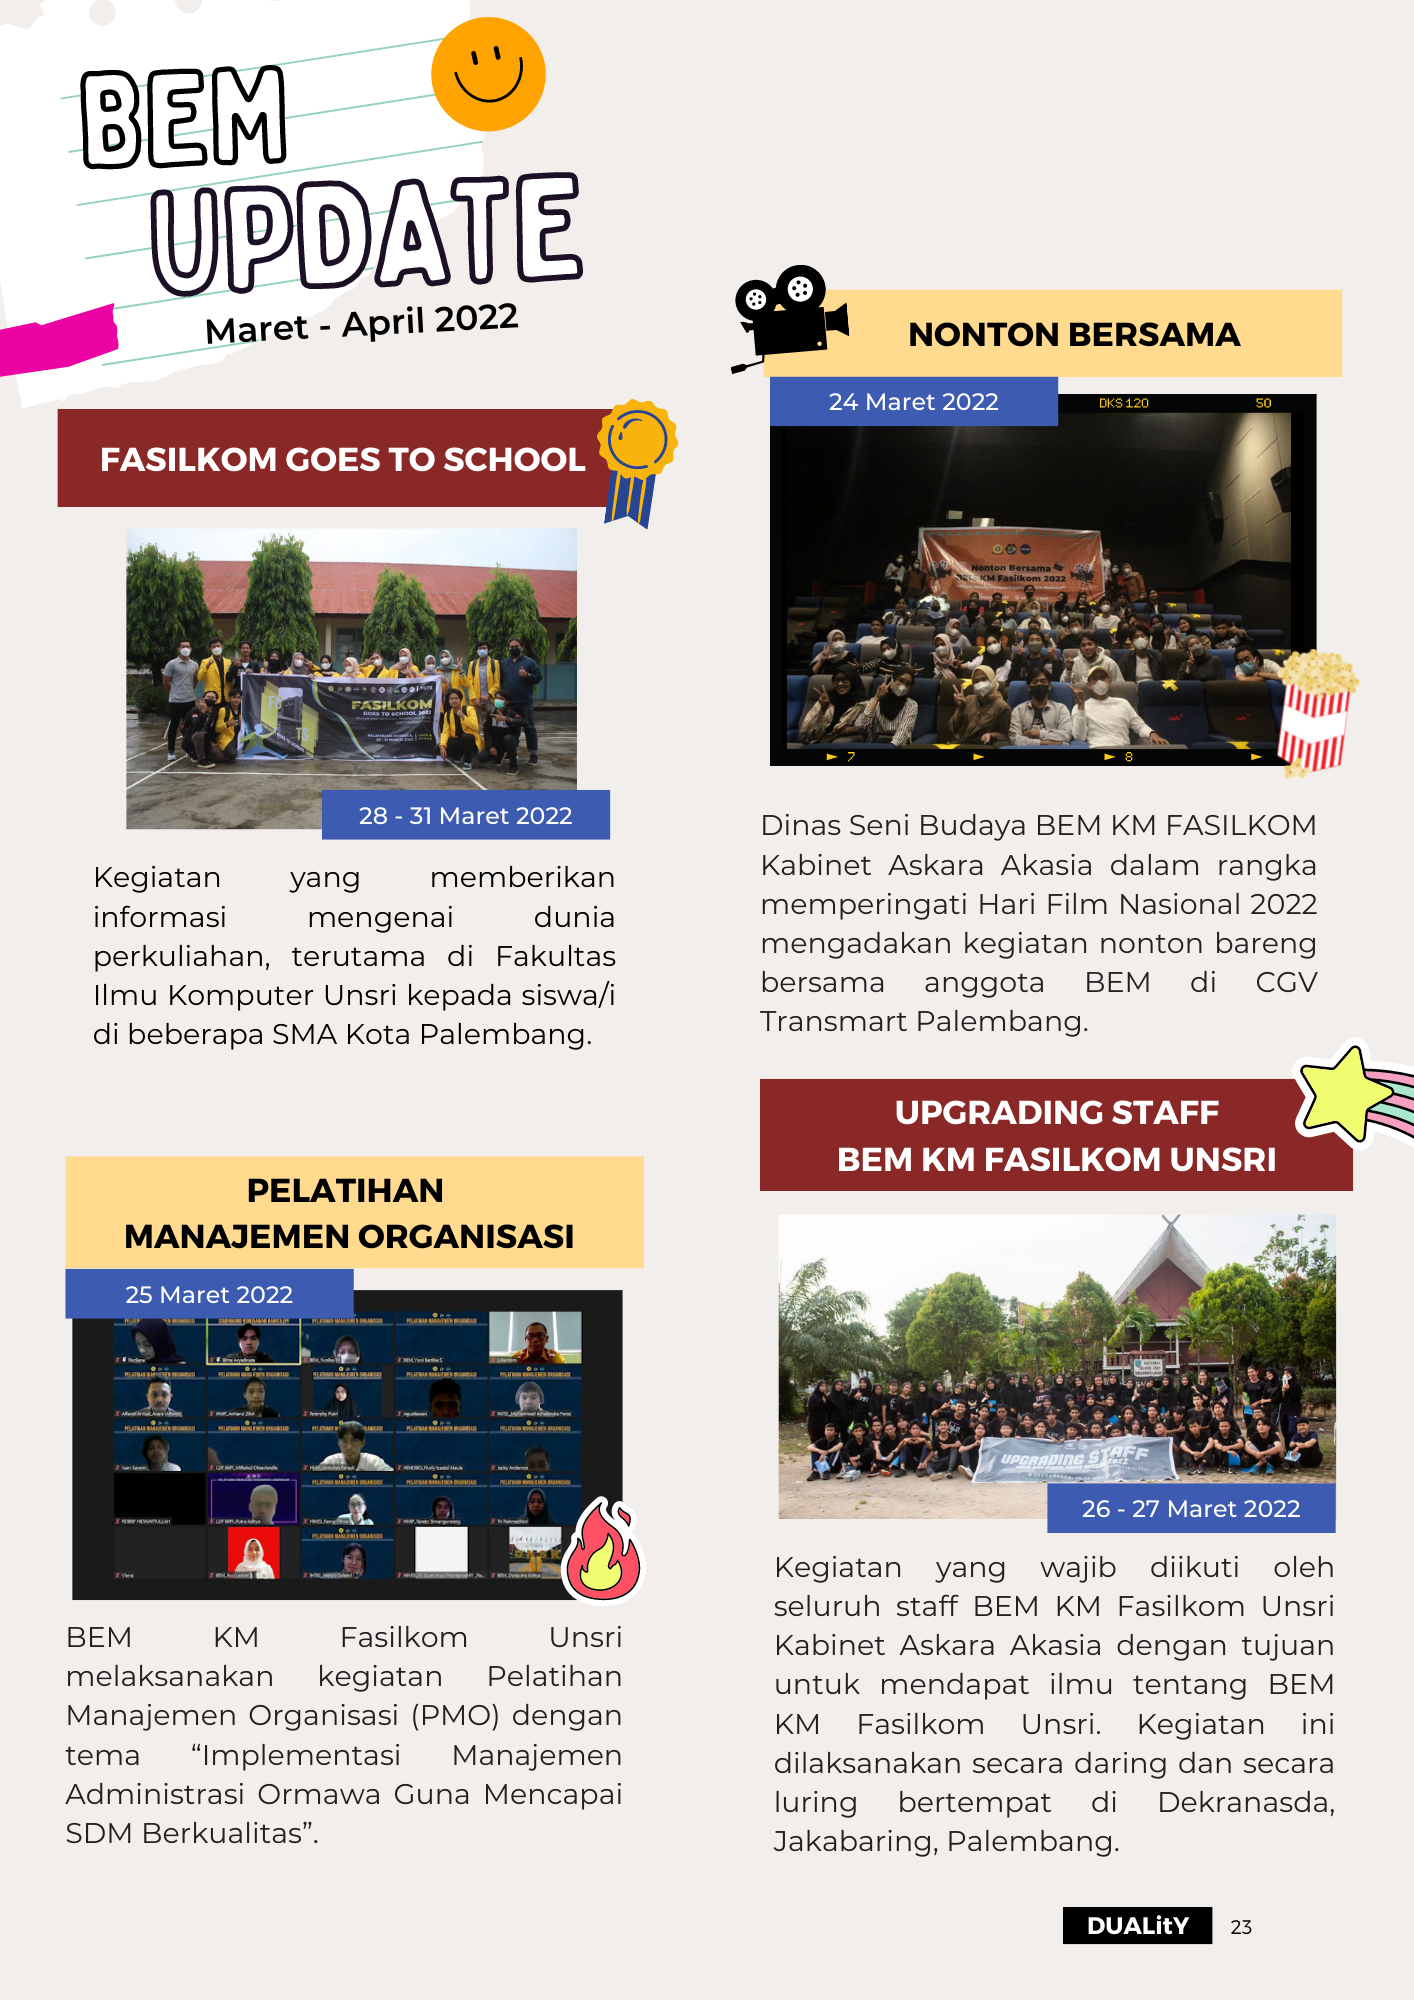 BEM
UPDATE
Maret - April 2022
FASILKOM GOES TO SCHOOL
FASILKOM
GOES TO SCHOOL 2022
28 - 31 Maret 2022
Kegiatan yang memberikan
informasi mengenai dunia
perkuliahan, terutama di Fakultas
Ilmu Komputer Unsri kepada siswa/i
di beberapa SMA Kota Palembang.
PELATIHAN
MANAJEMEN ORGANISASI
25 Maret 2022
BEM KM Fasilkom Unsri
melaksanakan kegiatan Pelatihan
Manajemen Organisasi (PMO) dengan
tema “Implementasi Manajemen
Administrasi Ormawa Guna Mencapai
SDM Berkualitas”.
NONTON BERSAMA
24 Maret 2022
DKS 120 50
Nonton Bersama
BEM KM Fasilkom 2022
7 8
Dinas Seni Budaya BEM KM FASILKOM
Kabinet Askara Akasia dalam rangka
memperingati Hari Film Nasional 2022
mengadakan kegiatan nonton bareng
bersama anggota BEM di CGV
Transmart Palembang.
UPGRADING STAFF
BEM KM FASILKOM UNSRI
UPGRADING STAFF
26 - 27 Maret 2022
Kegiatan yang wajib diikuti oleh
seluruh staff BEM KM Fasilkom Unsri
Kabinet Askara Akasia dengan tujuan
untuk mendapat ilmu tentang BEM
KM Fasilkom Unsri. Kegiatan ini
dilaksanakan secara daring dan secara
luring bertempat di Dekranasda,
Jakabaring, Palembang.
DUALitY 23